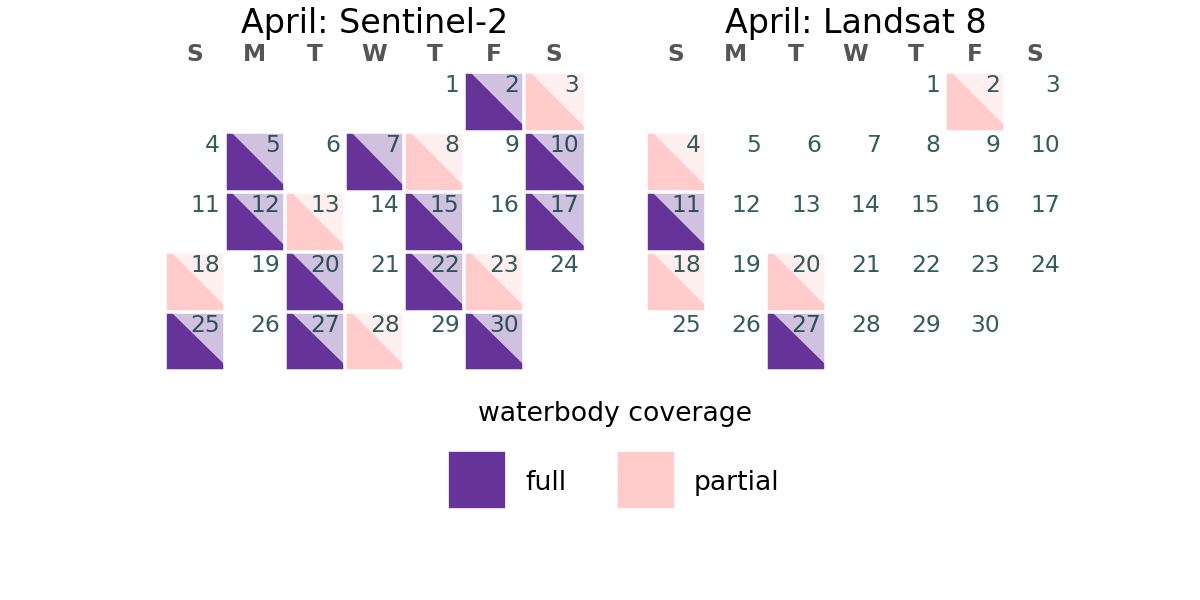 April: Sentinel-2
S M T W T F S
1 2 3
4 5 6 7 8 9 10
11 12 13 14 15 16 17
18 19 20 21 22 23 24
25 26 27 28 29 30
April: Landsat 8
S M T W T F S
1 2 3
4 5 6 7 8 9 10
11 12 13 14 15 16 17
18 19 20 21 22 23 24
25 26 27 28 29 30
waterbody coverage
full
partial